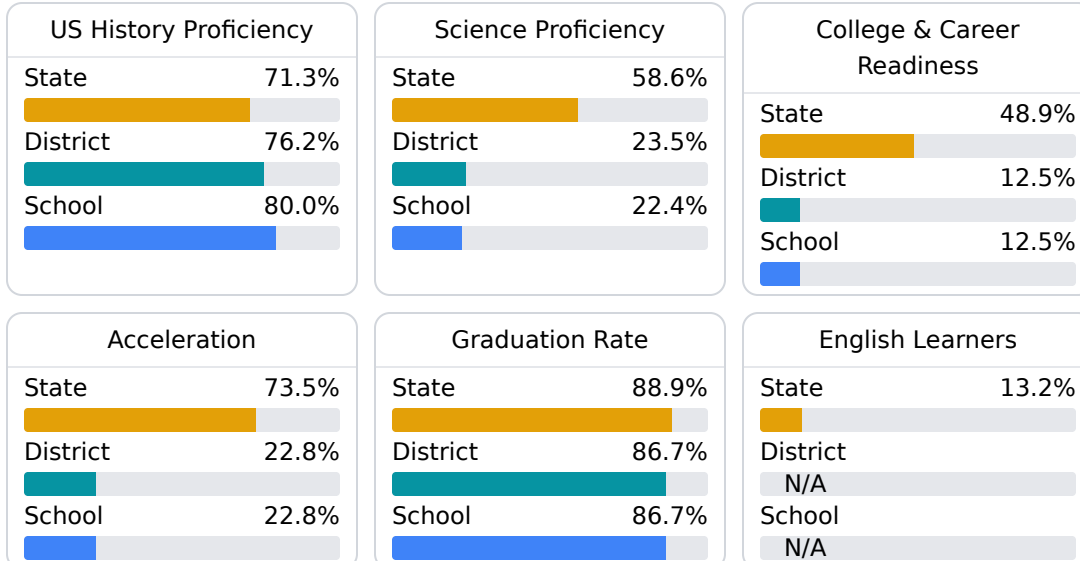 US History Proficiency
State 71.3%
District 76.2%
School 80.0%
Science Proficiency
State 58.6%
District 23.5%
School 22.4%
College & Career
Readiness
State 48.9%
District 12.5%
School 12.5%
Acceleration
State 73.5%
District 22.8%
School 22.8%
Graduation Rate
State 88.9%
District 86.7%
School 86.7%
English Learners
State 13.2%
District
N/A
School
N/A